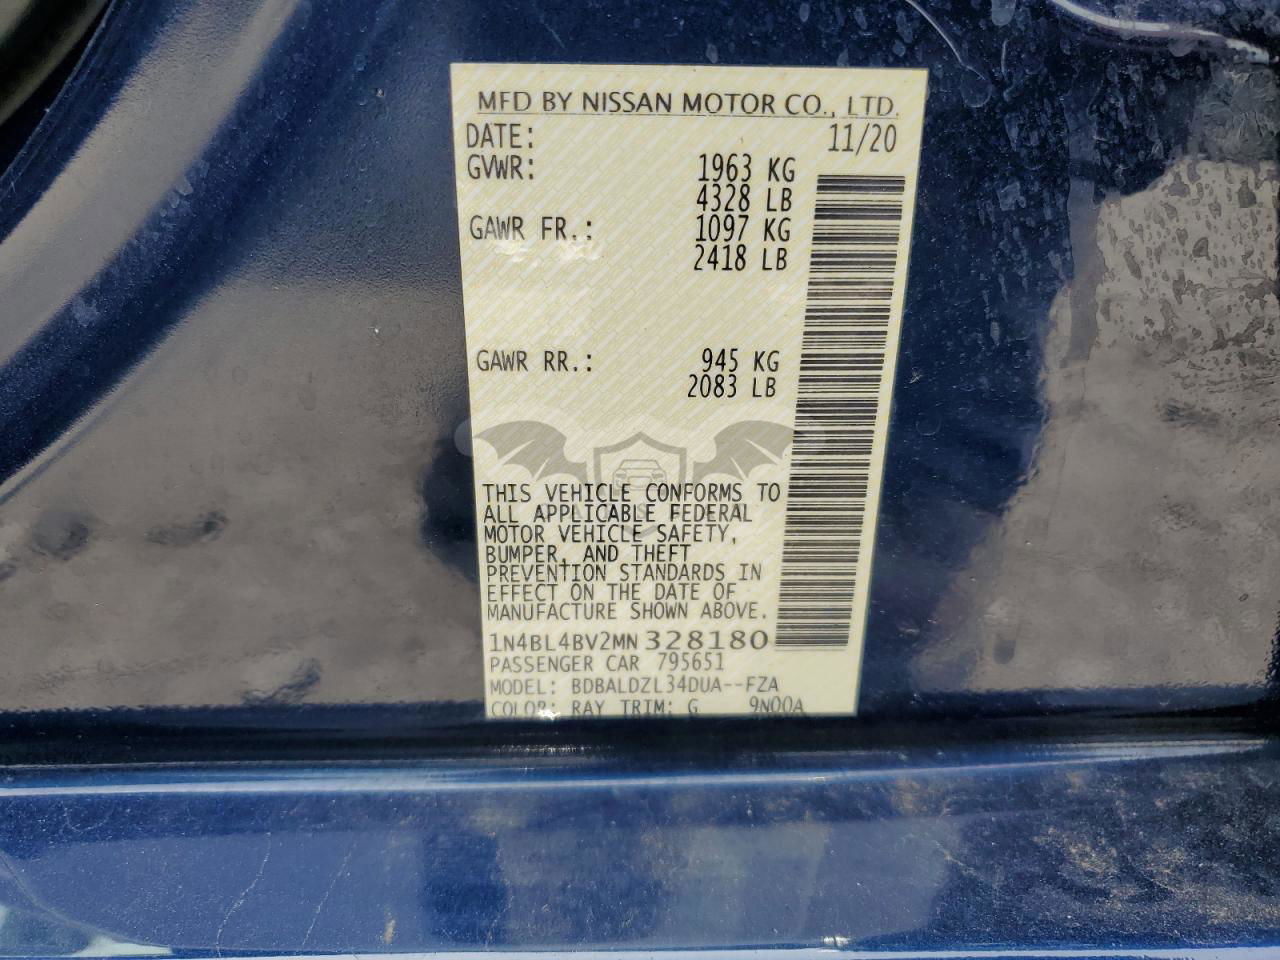 MFD BY NISSAN MOTOR CO., LTD.
DATE: 11/20
GVWR: 1963 KG
4328 LB
GAWR FR.: 1097 KG
2418 LB
GAWR RR.: 945 KG
2083 LB
THIS VEHICLE CONFORMS TO
ALL APPLICABLE FEDERAL
MOTOR VEHICLE SAFETY,
BUMPER, AND THEFT
PREVENTION STANDARDS IN
EFFECT ON THE DATE OF
MANUFACTURE SHOWN ABOVE.
1N4BL4BV2MN328180
PASSENGER CAR 795651
MODEL: BDBALDZL34DUA--FZA
COLOR: RAY TRIM: G 9N00A